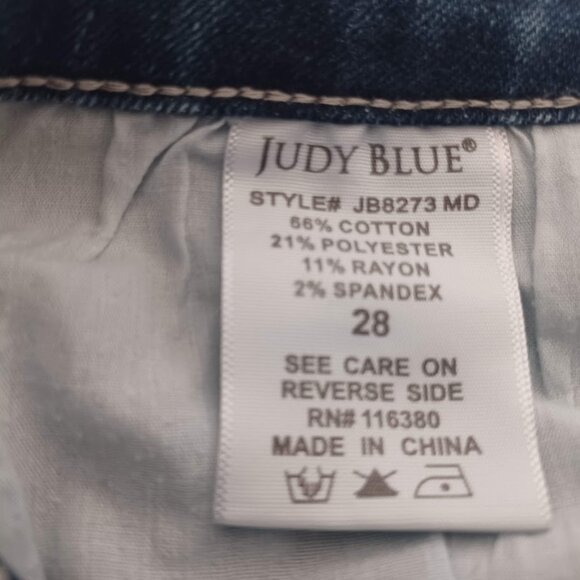 JUDY BLUE®
STYLE# JB8273 MD
66% COTTON
21% POLYESTER
11% RAYON
2% SPANDEX
28
SEE CARE ON
REVERSE SIDE
RN# 116380
MADE IN CHINA